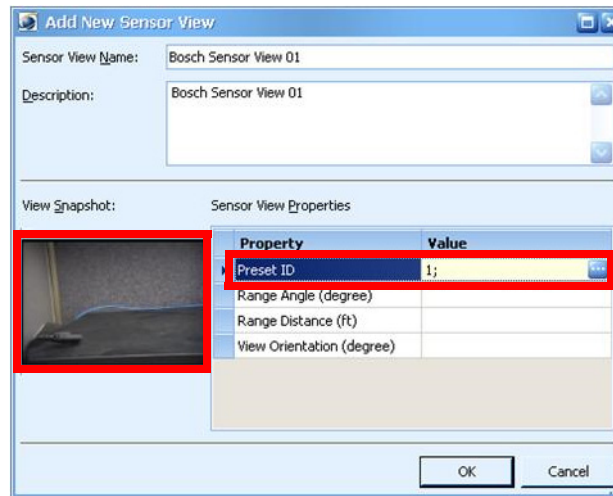 Add New Sensor View
Sensor View Name: Bosch Sensor View 01
Description: Bosch Sensor View 01
View Snapshot: Sensor View Properties
Property Value
Preset ID 1;
Range Angle (degree)
Range Distance (ft)
View Orientation (degree)
OK Cancel